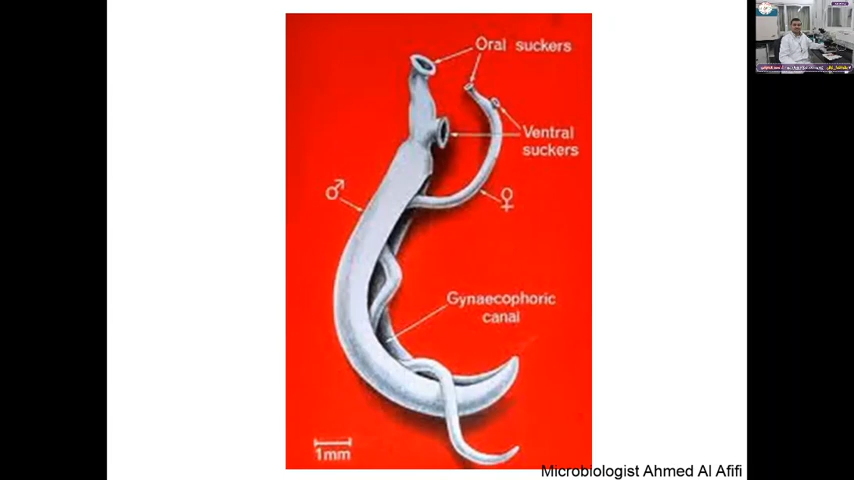 Oral suckers
Ventral
suckers
♂
♀
Gynaecophoric
canal
1mm
Microbiologist Ahmed Al Afifi